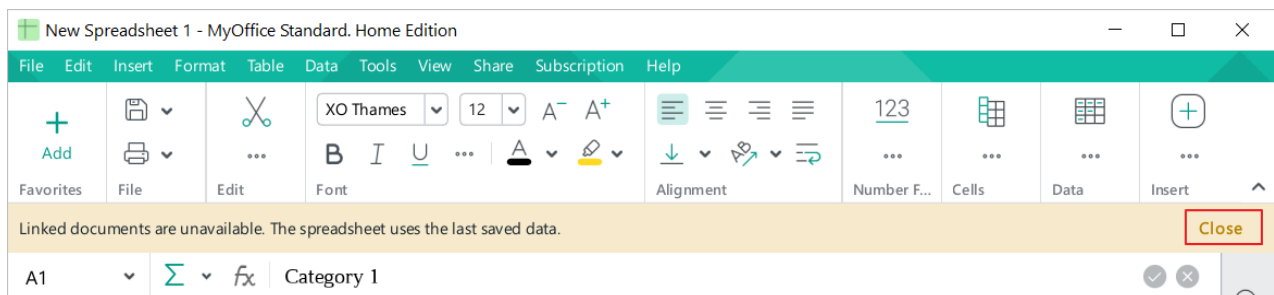 New Spreadsheet 1 - MyOffice Standard. Home Edition
File Edit Insert Format Table Data Tools View Share Subscription Help
XO Thames 12 A⁻ A⁺ 123
Add B I U A
Favorites File Edit Font Alignment Number F... Cells Data Insert
Linked documents are unavailable. The spreadsheet uses the last saved data. Close
A1 Σ fx Category 1